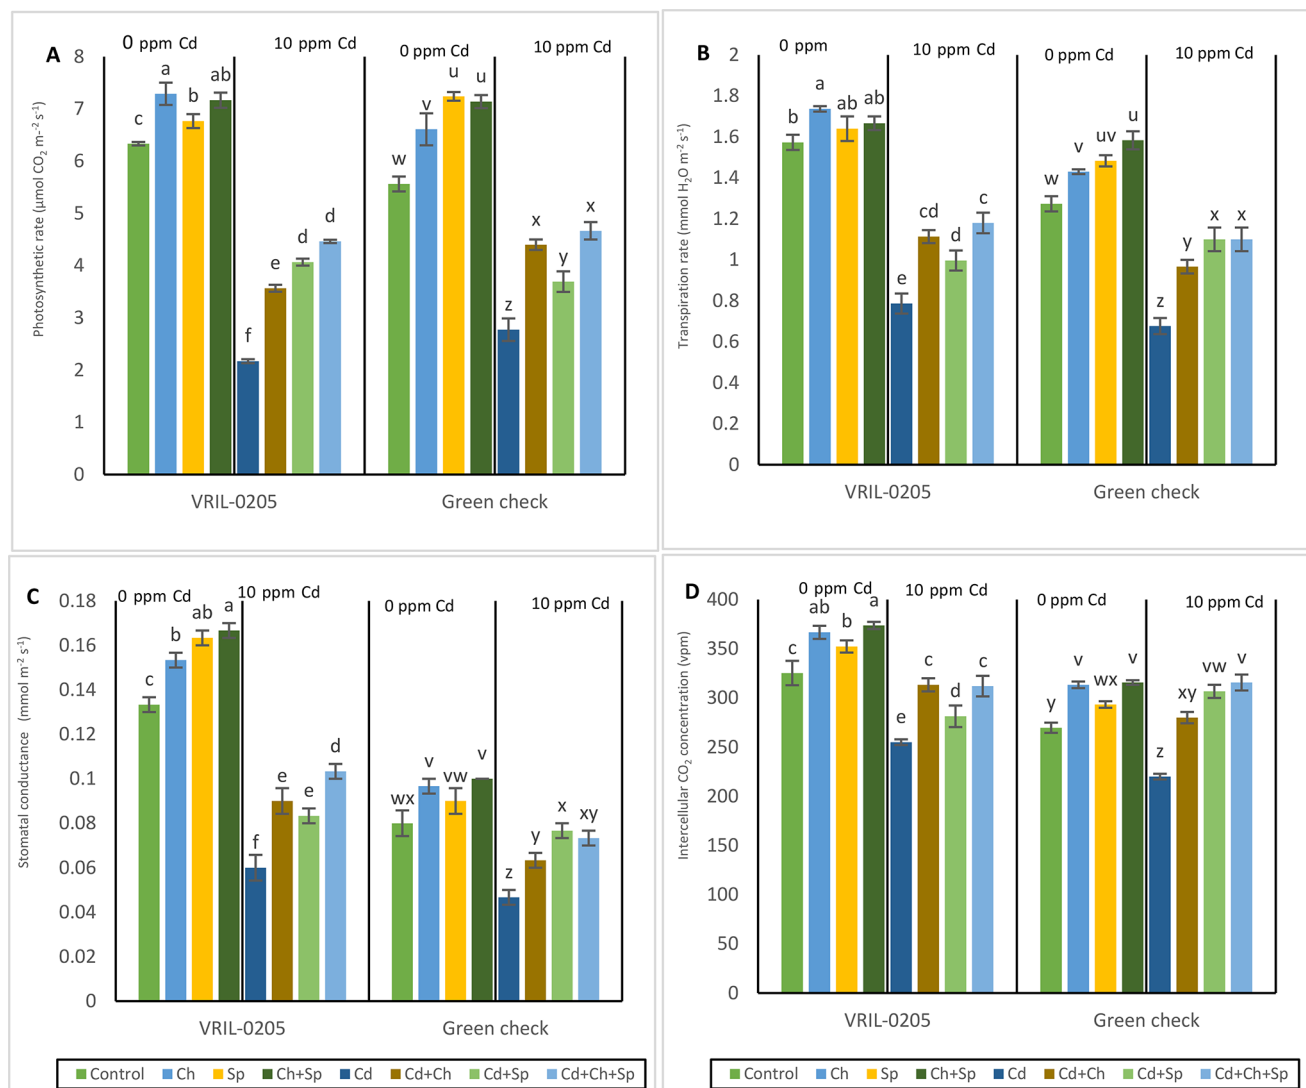 A
0 ppm Cd
10 ppm Cd
0 ppm Cd
10 ppm Cd
Photosynthetic rate (µmol CO2 m-2 s-1)
8
7
6
5
4
3
2
1
0
c
a
b
ab
f
e
d
d
w
v
u
u
z
x
y
x
VRIL-0205
Green check
B
0 ppm
10 ppm Cd
0 ppm Cd
10 ppm Cd
Transpiration rate (mmol H2O m-2 s-1)
2
1.8
1.6
1.4
1.2
1
0.8
0.6
0.4
0.2
0
b
a
ab
ab
e
cd
d
c
w
v
uv
u
z
y
x
x
VRIL-0205
Green check
C
0 ppm Cd
10 ppm Cd
0 ppm Cd
10 ppm Cd
Stomatal conductance (mmol m-2 s-1)
0.18
0.16
0.14
0.12
0.1
0.08
0.06
0.04
0.02
0
c
b
ab
a
f
e
e
d
wx
v
vw
v
z
y
x
xy
VRIL-0205
Green check
Control Ch Sp Ch+Sp Cd Cd+Ch Cd+Sp Cd+Ch+Sp
D
0 ppm Cd
10 ppm Cd
0 ppm Cd
10 ppm Cd
Intercellular CO2 concentration (vpm)
400
350
300
250
200
150
100
50
0
c
ab
b
a
e
c
d
c
y
v
wx
v
z
xy
vw
v
VRIL-0205
Green check
Control Ch Sp Ch+Sp Cd Cd+Ch Cd+Sp Cd+Ch+Sp